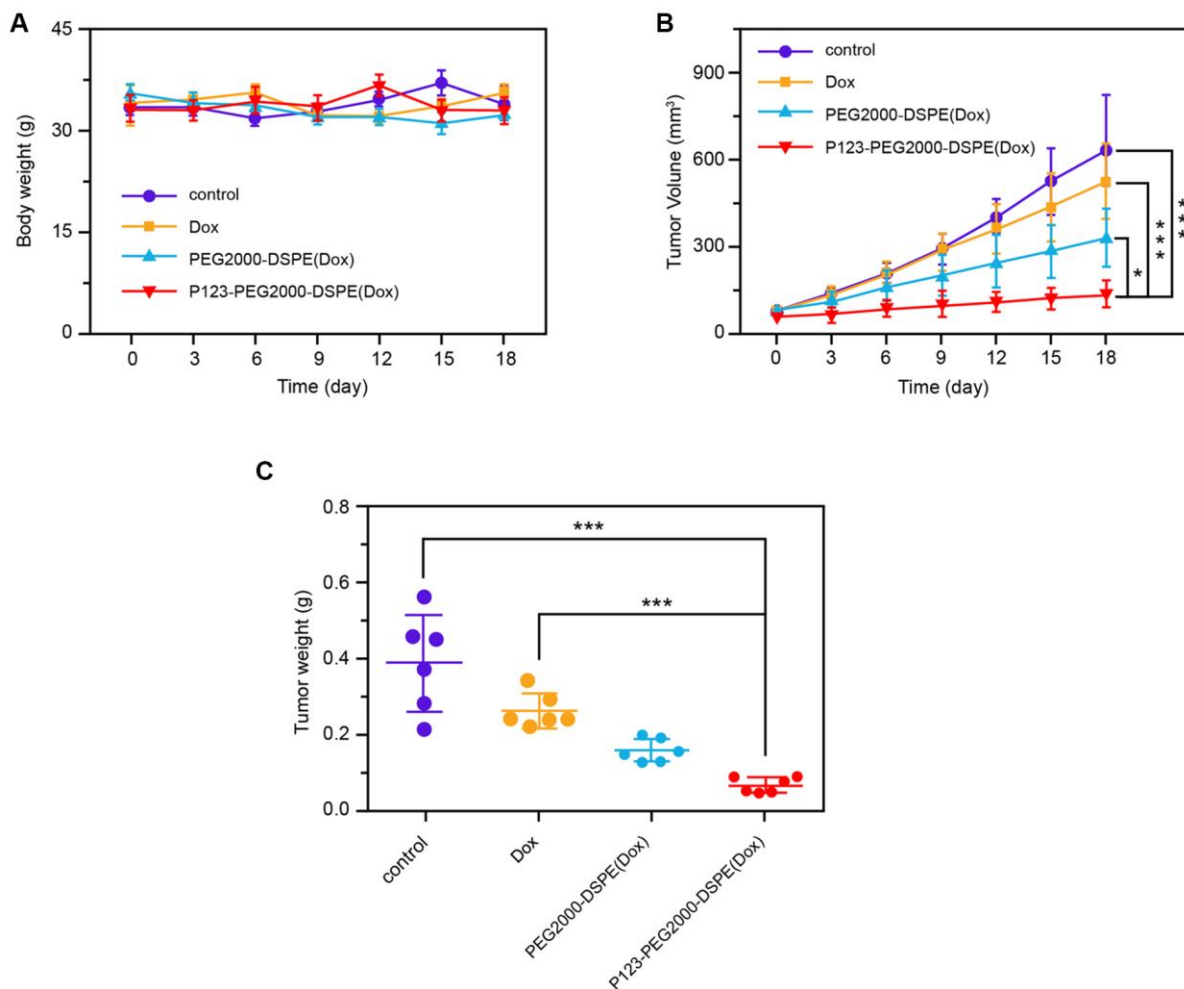 A
Body weight (g)
45
30
15
0
control
Dox
PEG2000-DSPE(Dox)
P123-PEG2000-DSPE(Dox)
0 3 6 9 12 15 18
Time (day)
B
Tumor Volume (mm³)
900
600
300
0
control
Dox
PEG2000-DSPE(Dox)
P123-PEG2000-DSPE(Dox)
*
***
***
0 3 6 9 12 15 18
Time (day)
C
Tumor weight (g)
0.8
0.6
0.4
0.2
0.0
***
***
control
Dox
PEG2000-DSPE(Dox)
P123-PEG2000-DSPE(Dox)